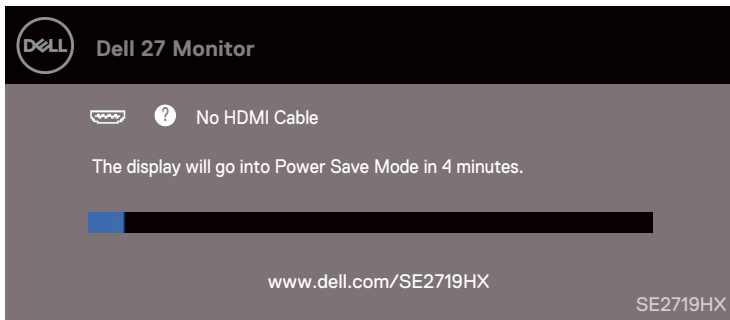 DELL
Dell 27 Monitor
? No HDMI Cable
The display will go into Power Save Mode in 4 minutes.
www.dell.com/SE2719HX
SE2719HX